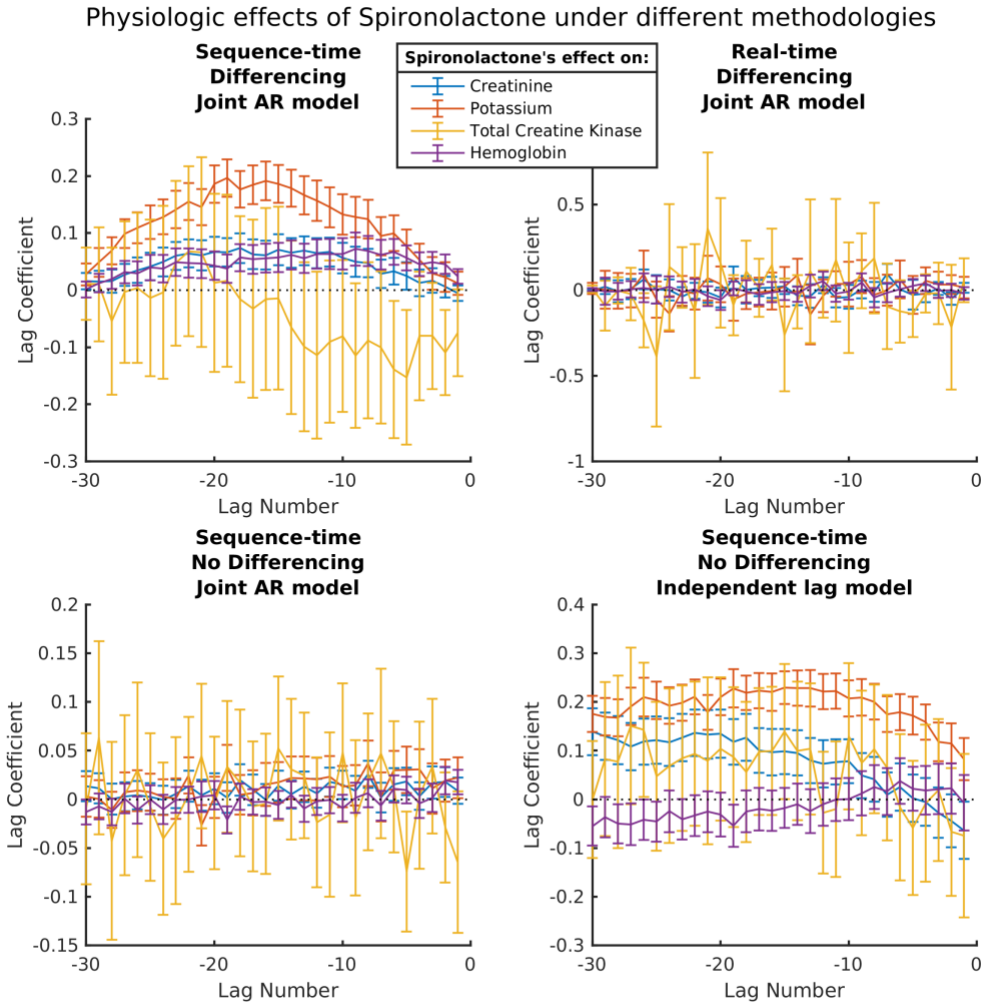 Physiologic effects of Spironolactone under different methodologies
Sequence-time
Differencing
Joint AR model
Spironolactone's effect on:
Creatinine
Potassium
Total Creatine Kinase
Hemoglobin
Real-time
Differencing
Joint AR model
0.3
0.2
0.1
0
-0.1
-0.2
-0.3
Lag Coefficient
-30
-20
-10
0
Lag Number
0.5
0
-0.5
-1
Lag Coefficient
-30
-20
-10
0
Lag Number
Sequence-time
No Differencing
Joint AR model
0.2
0.15
0.1
0.05
0
-0.05
-0.1
-0.15
Lag Coefficient
-30
-20
-10
0
Lag Number
Sequence-time
No Differencing
Independent lag model
0.4
0.3
0.2
0.1
0
-0.1
-0.2
-0.3
Lag Coefficient
-30
-20
-10
0
Lag Number